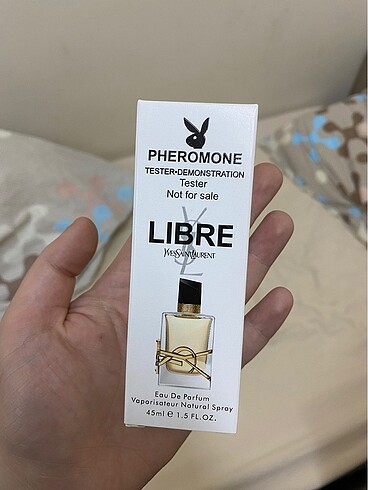 PHEROMONE
TESTER•DEMONSTRATION
Tester
Not for sale
LIBRE
YVESSAINTLAURENT
Eau De Parfum
Vaporisateur Natural Spray
45ml ℮ 1.5 FL.OZ.